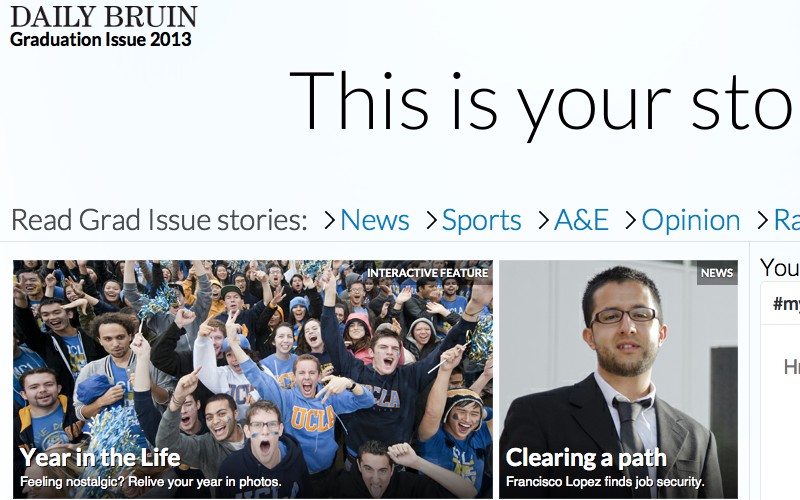 DAILY BRUIN
Graduation Issue 2013
This is your sto
Read Grad Issue stories: News Sports A&E Opinion Ra
INTERACTIVE FEATURE
UCLA
UCLA
UCLA
Year in the Life
Feeling nostalgic? Relive your year in photos.
NEWS
Clearing a path
Francisco Lopez finds job security.
You
#my